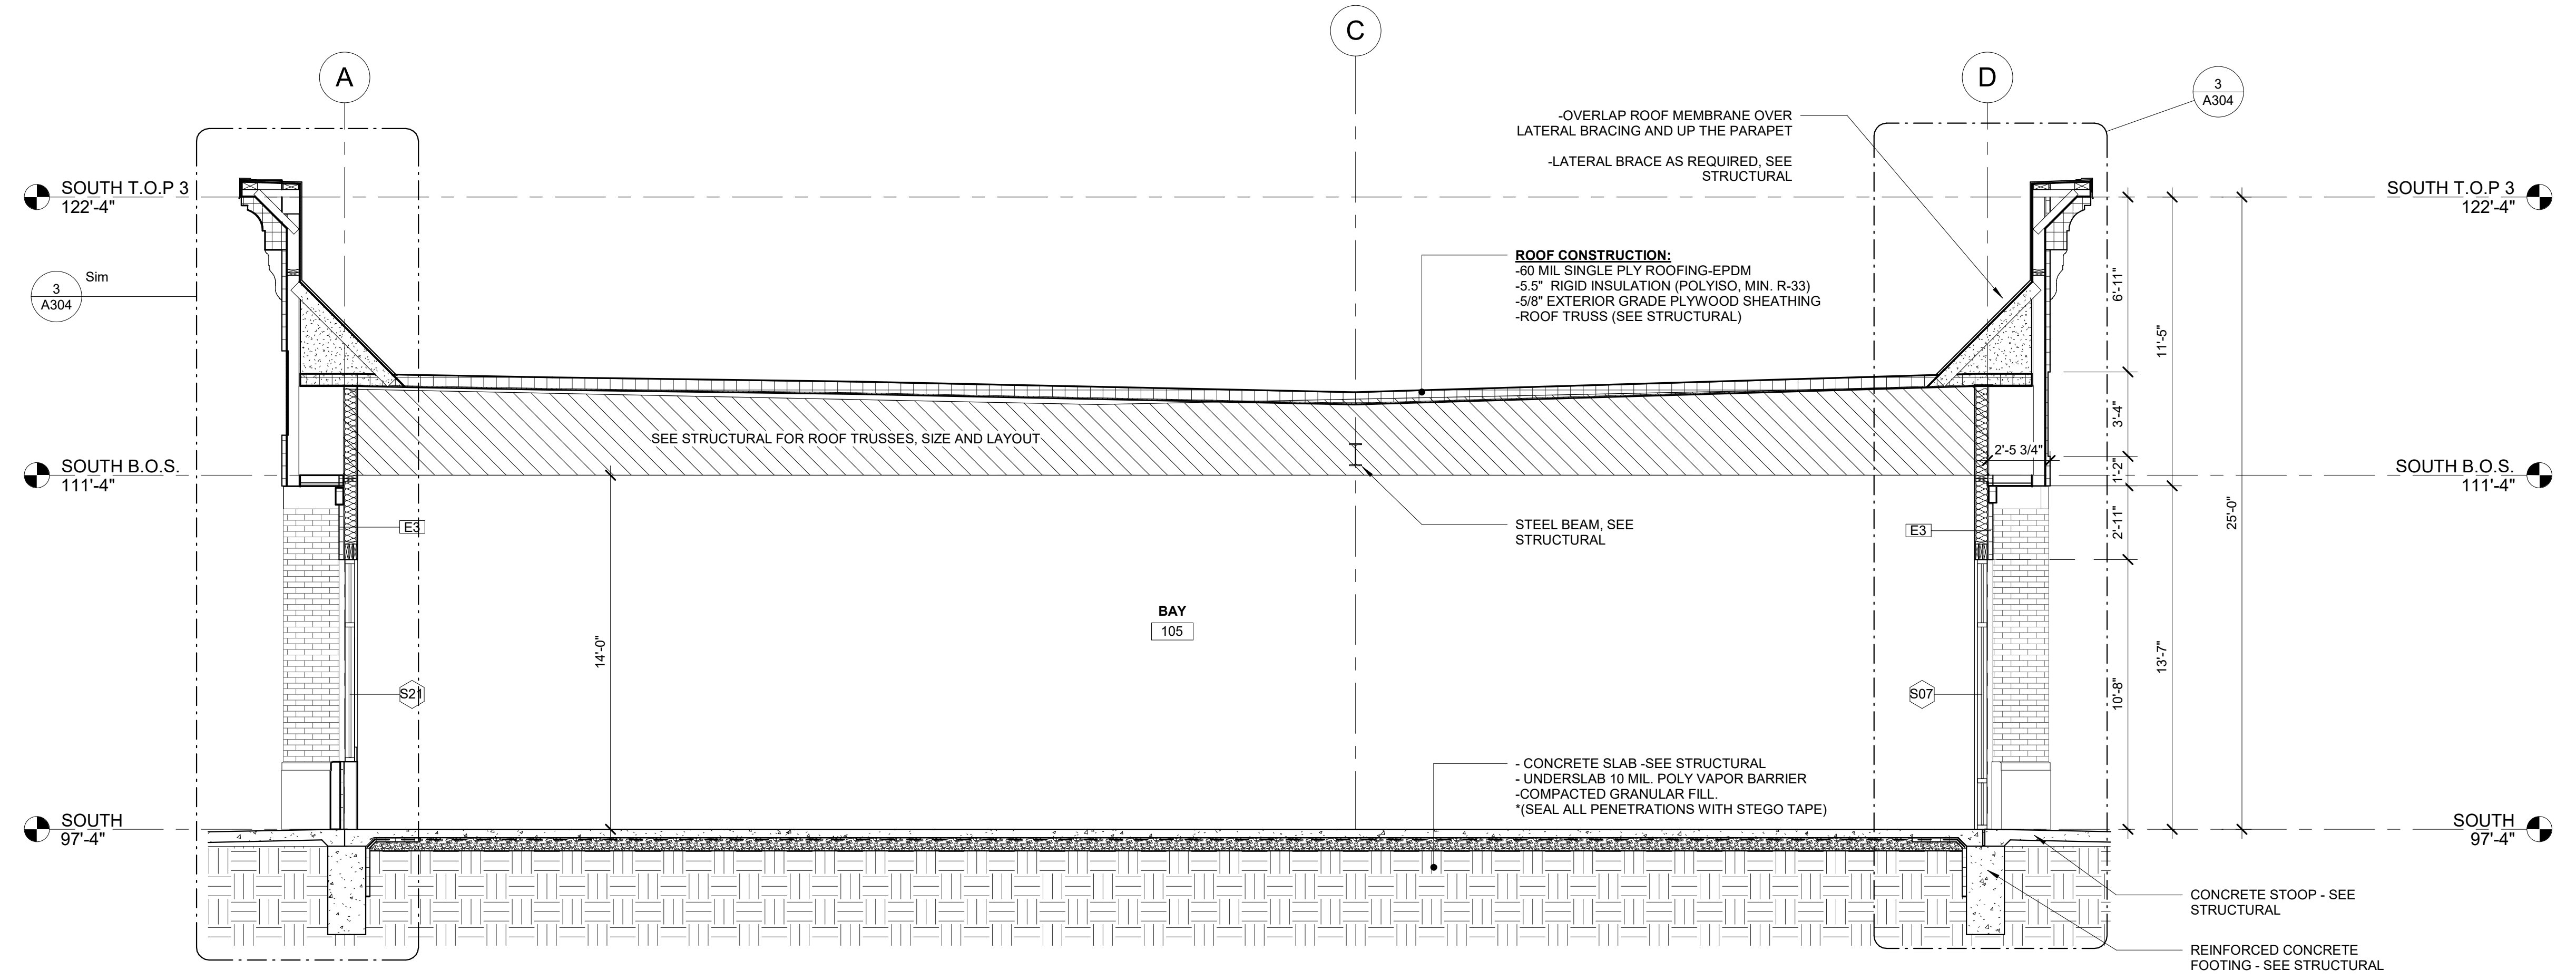 C
A
D
3
A304
-OVERLAP ROOF MEMBRANE OVER
LATERAL BRACING AND UP THE PARAPET
-LATERAL BRACE AS REQUIRED, SEE
STRUCTURAL
SOUTH T.O.P 3
122'-4"
SOUTH T.O.P 3
122'-4"
Sim
3
A304
ROOF CONSTRUCTION:
-60 MIL SINGLE PLY ROOFING-EPDM
-5.5" RIGID INSULATION (POLYISO, MIN. R-33)
-5/8" EXTERIOR GRADE PLYWOOD SHEATHING
-ROOF TRUSS (SEE STRUCTURAL)
6'-11"
11'-5"
3'-4"
SEE STRUCTURAL FOR ROOF TRUSSES, SIZE AND LAYOUT
2'-5 3/4"
1'-2"
SOUTH B.O.S.
111'-4"
SOUTH B.O.S.
111'-4"
E3
STEEL BEAM, SEE
STRUCTURAL
E3
2'-11"
25'-0"
BAY
105
14'-0"
13'-7"
S21
S07
10'-8"
- CONCRETE SLAB -SEE STRUCTURAL
- UNDERSLAB 10 MIL. POLY VAPOR BARRIER
-COMPACTED GRANULAR FILL.
*(SEAL ALL PENETRATIONS WITH STEGO TAPE)
SOUTH
97'-4"
SOUTH
97'-4"
CONCRETE STOOP - SEE
STRUCTURAL
REINFORCED CONCRETE
FOOTING - SEE STRUCTURAL